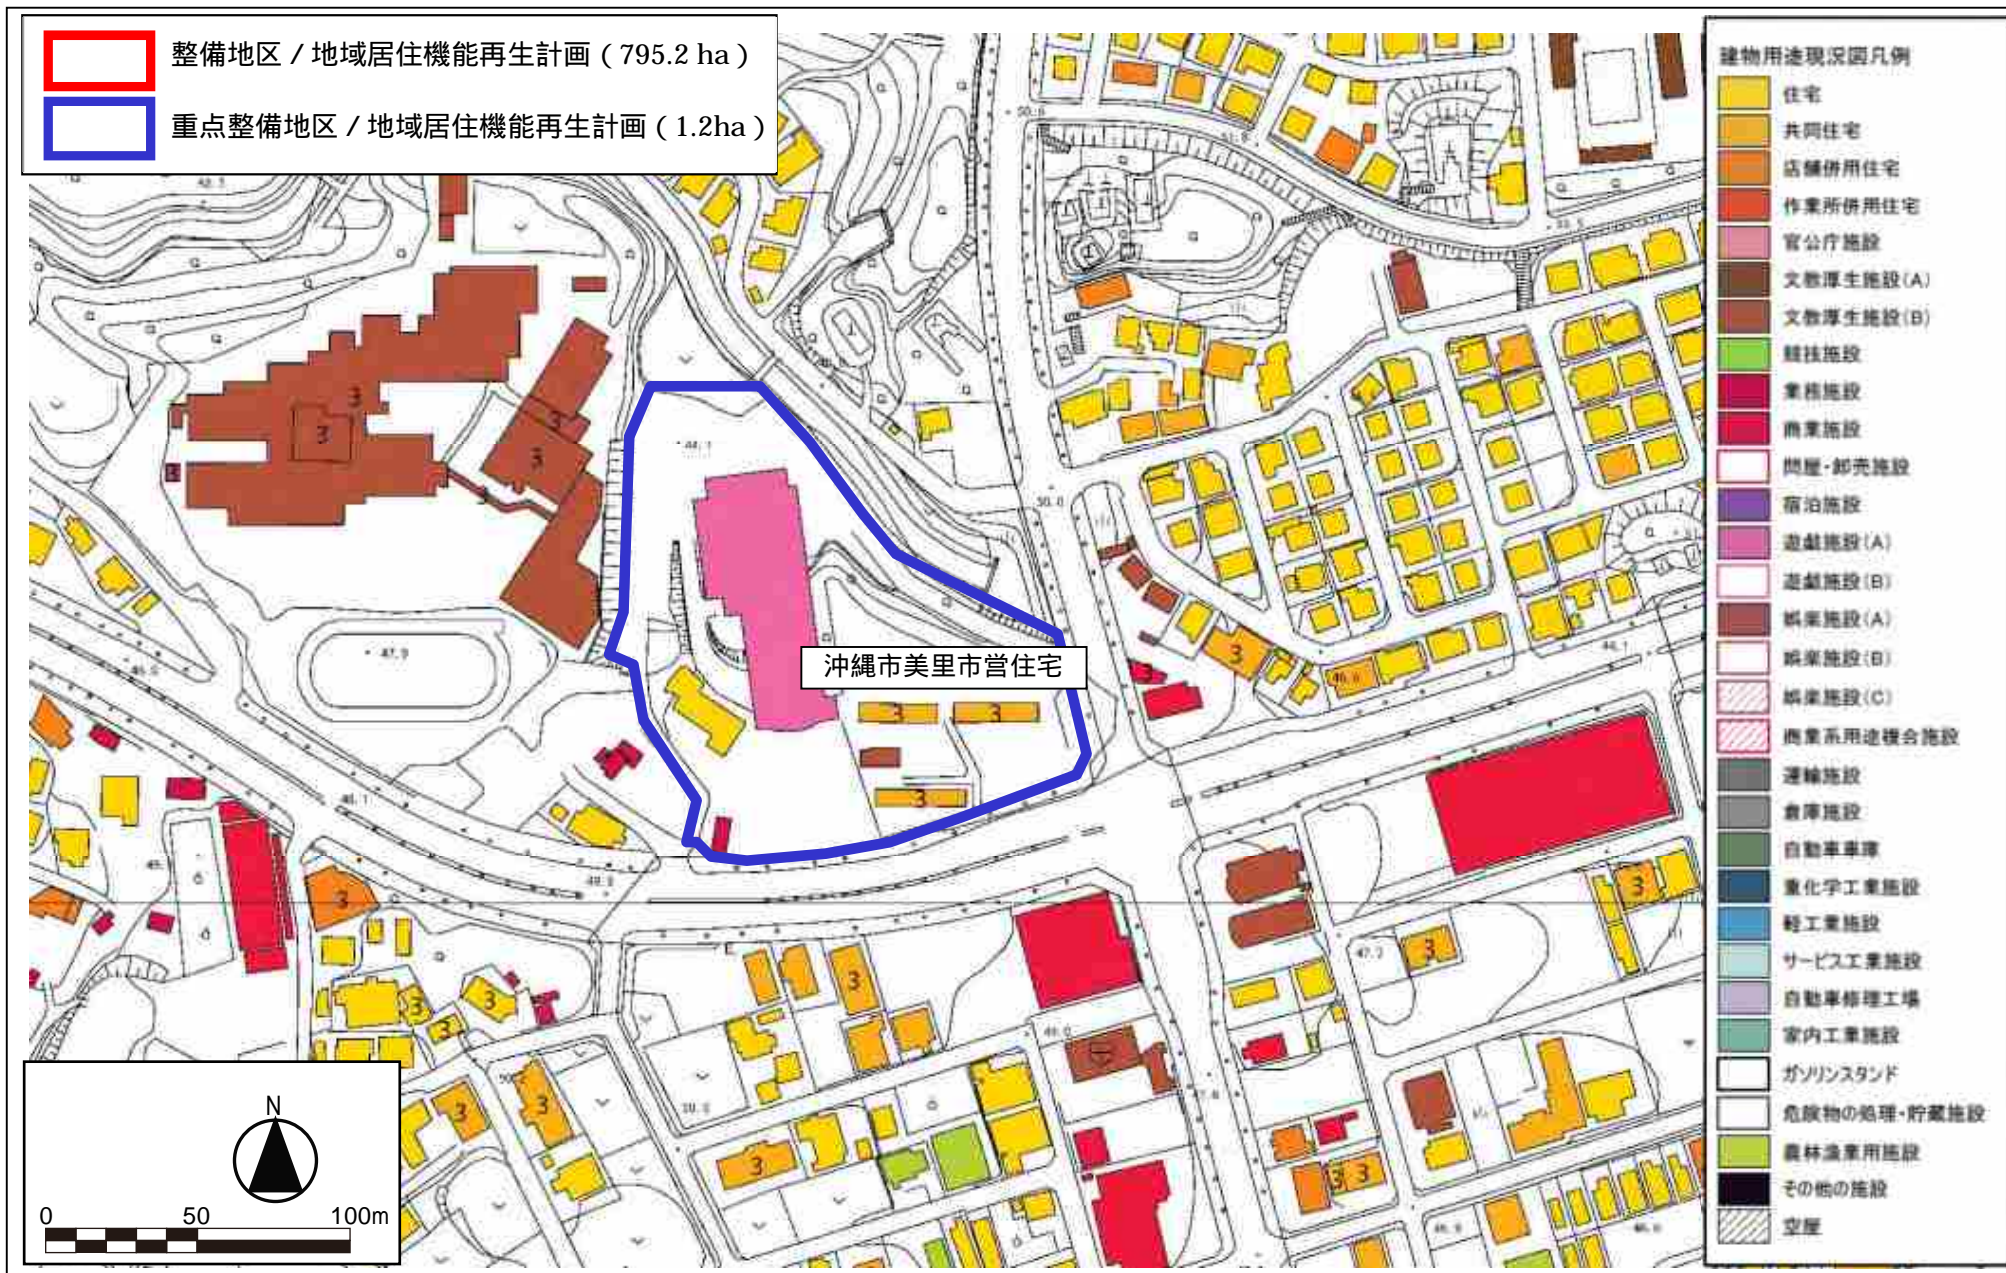 整備地区 / 地域居住機能再生計画 ( 795.2 ha )
重点整備地区 / 地域居住機能再生計画 ( 1.2ha )
建物用途現況図凡例
住宅
共同住宅
店舗併用住宅
作業所併用住宅
官公庁施設
文教厚生施設(A)
文教厚生施設(B)
競技施設
業務施設
商業施設
問屋・卸売施設
宿泊施設
遊戯施設(A)
遊戯施設(B)
娯楽施設(A)
娯楽施設(B)
娯楽施設(C)
商業系用途複合施設
運輸施設
倉庫施設
自動車車庫
重化学工業施設
軽工業施設
サービス工業施設
自動車修理工場
家内工業施設
ガソリンスタンド
危険物の処理・貯蔵施設
農林漁業用施設
その他の施設
空屋
沖縄市美里市営住宅
N
0 50 100m